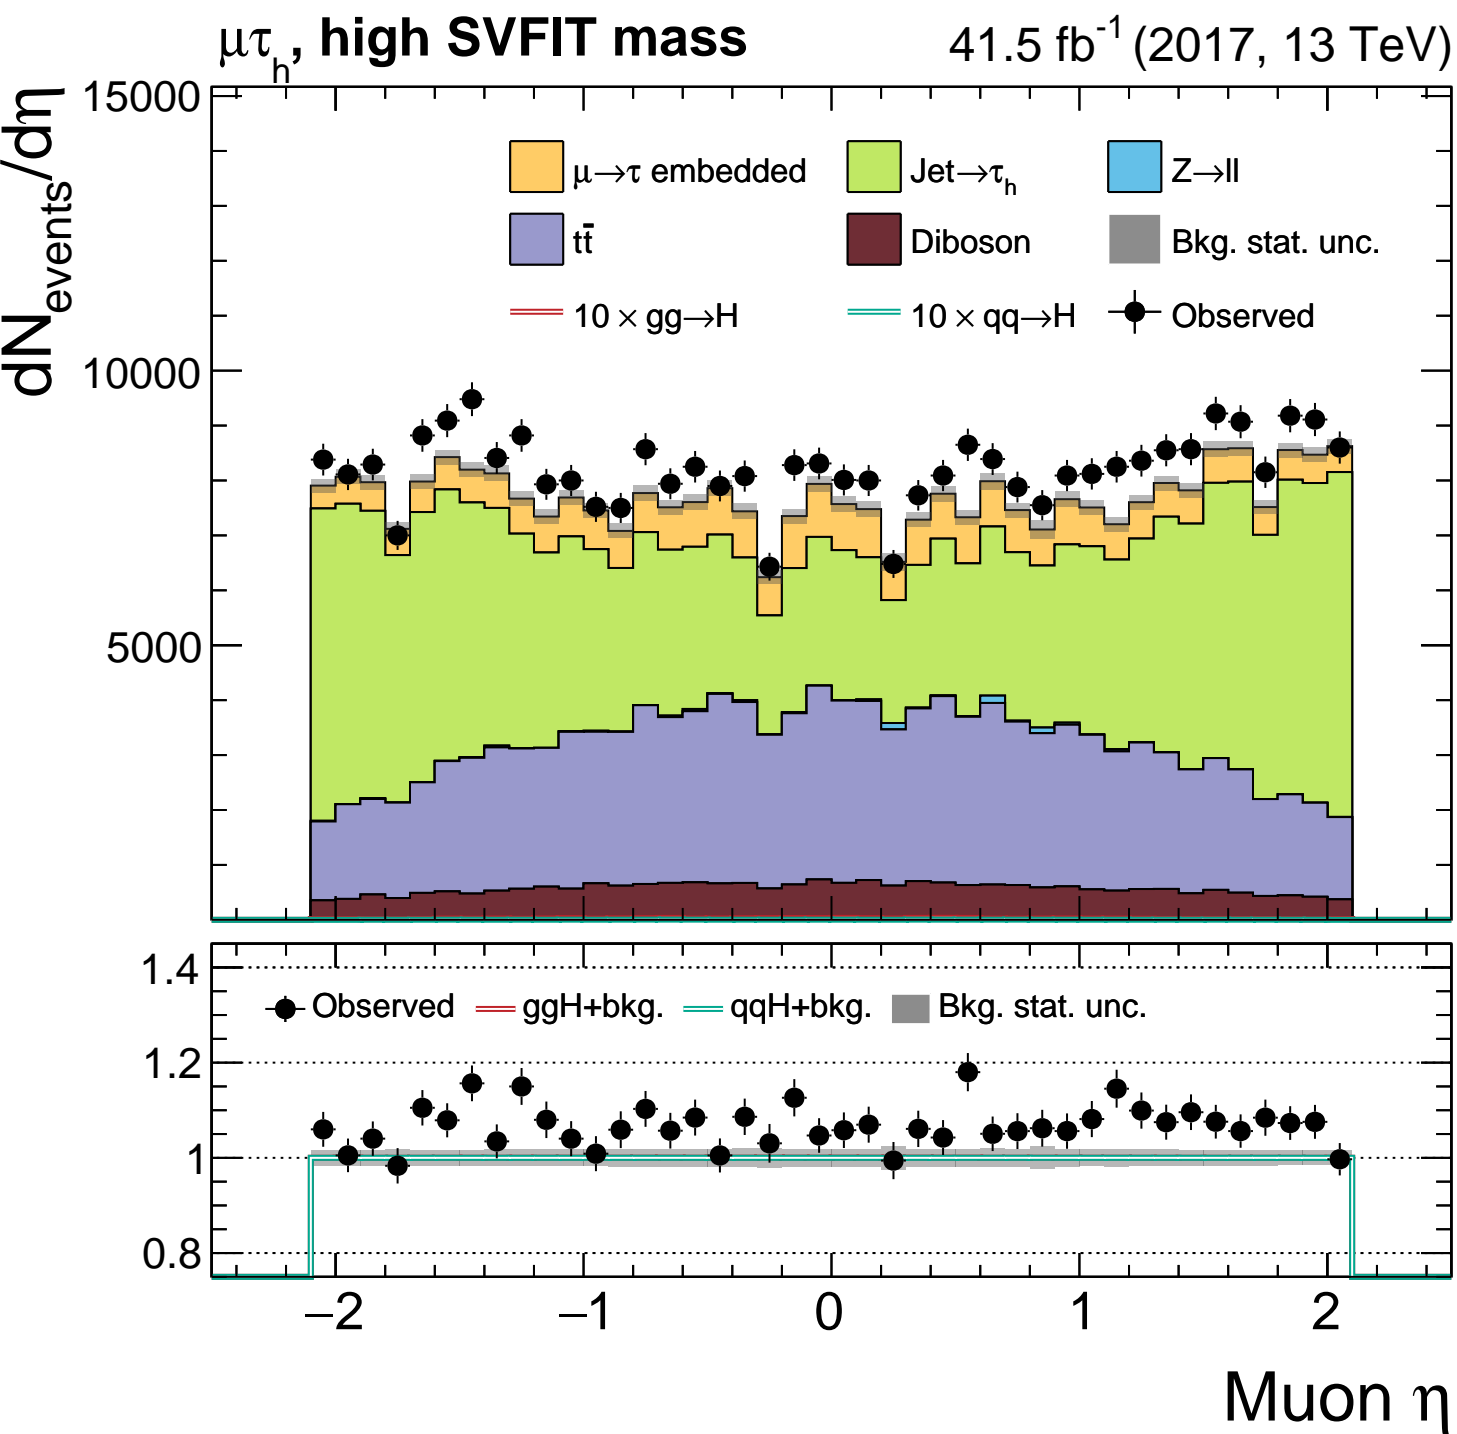 μτh, high SVFIT mass 41.5 fb-1 (2017, 13 TeV)
dNevents/dη
15000
μ→τ embedded Jet→τh Z→ll
tt̄ Diboson Bkg. stat. unc.
10 × gg→H 10 × qq→H Observed
10000
5000
1.4
Observed ggH+bkg. qqH+bkg. Bkg. stat. unc.
1.2
1
0.8
−2 −1 0 1 2
Muon η